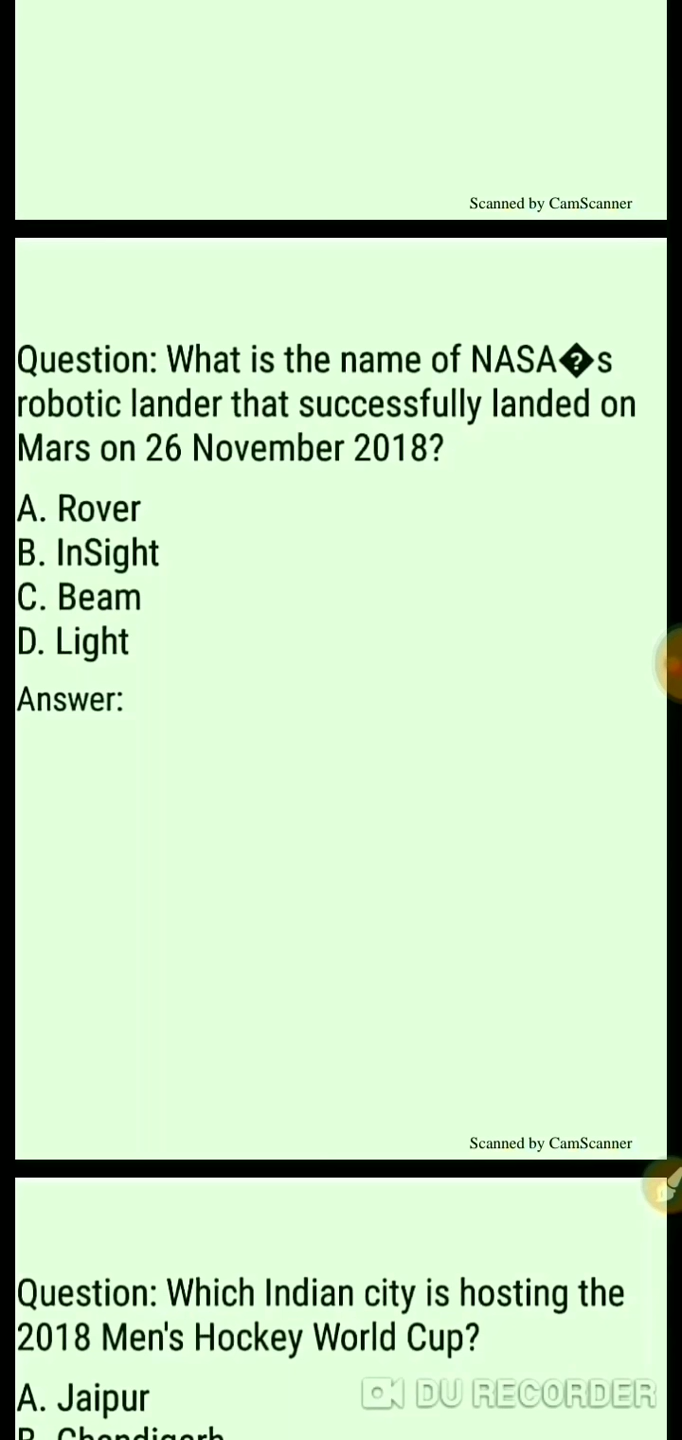 Scanned by CamScanner
Question: What is the name of NASA�s
robotic lander that successfully landed on
Mars on 26 November 2018?
A. Rover
B. InSight
C. Beam
D. Light
Answer:
Scanned by CamScanner
Question: Which Indian city is hosting the
2018 Men's Hockey World Cup?
A. Jaipur
DU RECORDER
B. Chandigarh